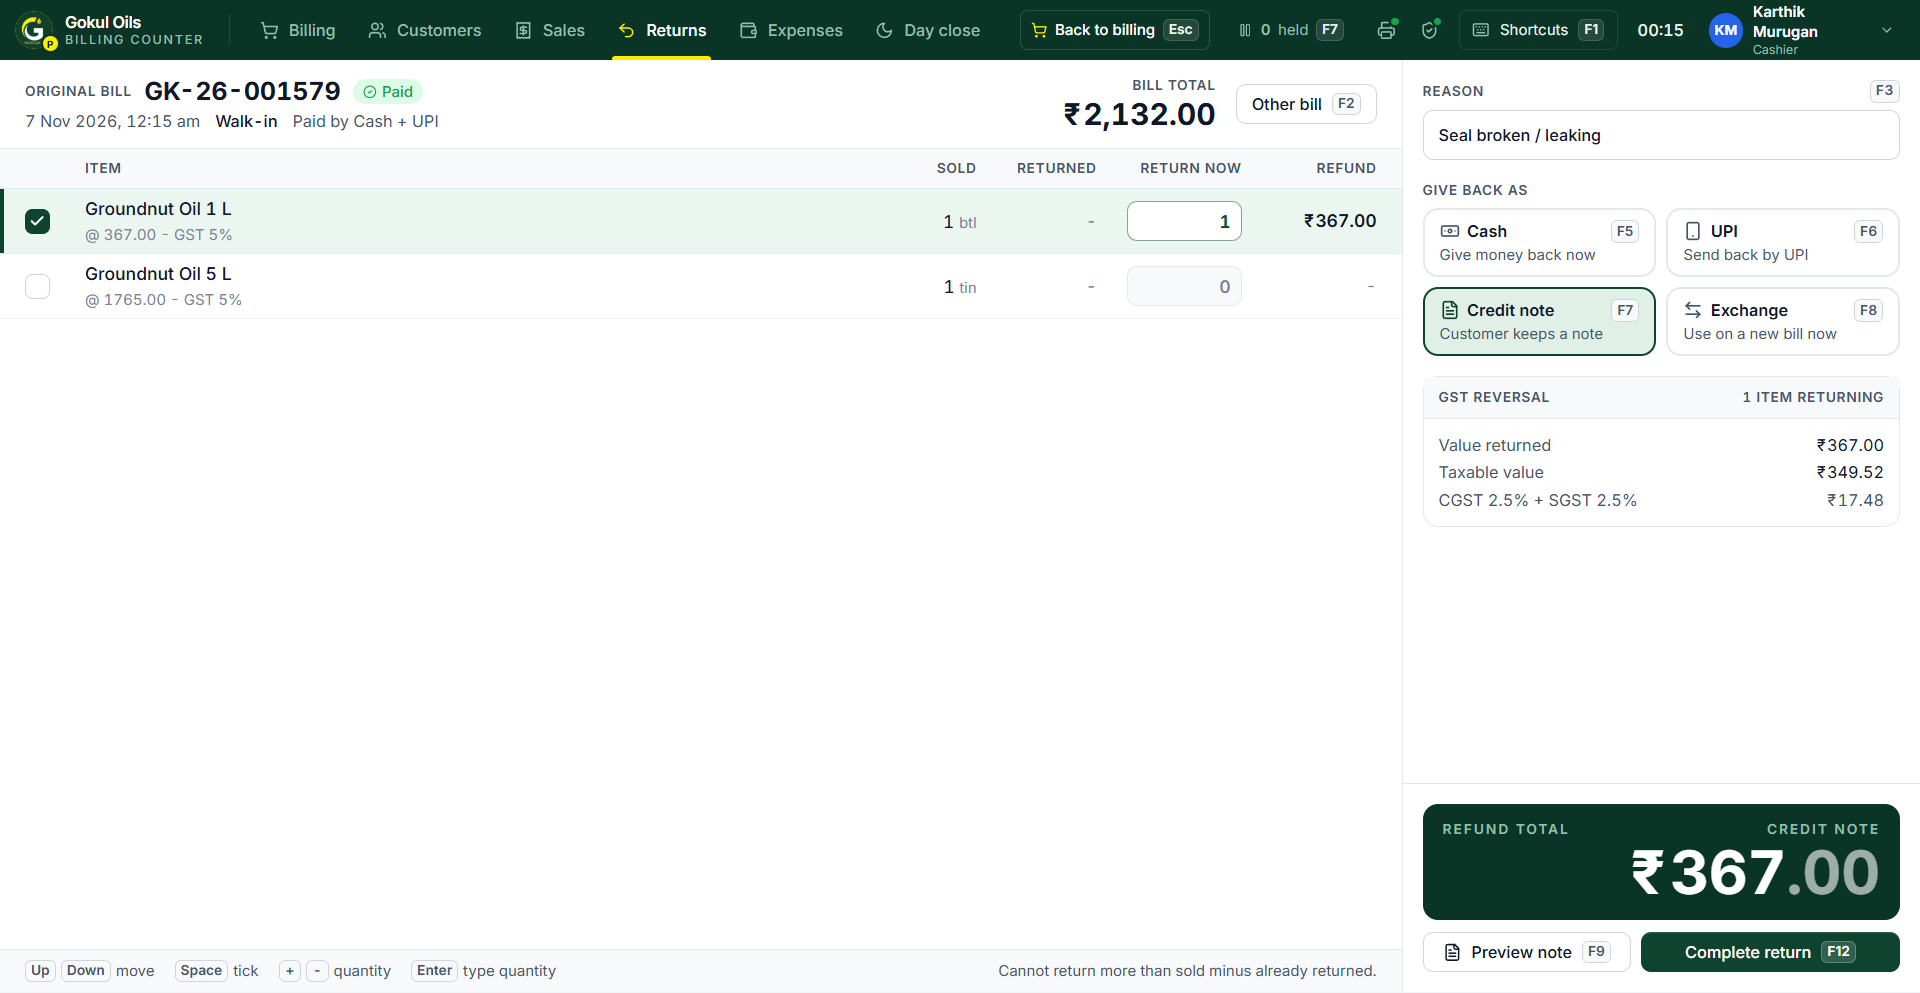 Gokul Oils
BILLING COUNTER
Billing
Customers
Sales
Returns
Expenses
Day close
Back to billing Esc
0 held F7
Shortcuts F1
00:15
KM
Karthik Murugan
Cashier
ORIGINAL BILL GK-26-001579 Paid
7 Nov 2026, 12:15 am Walk-in Paid by Cash + UPI
BILL TOTAL
₹2,132.00
Other bill F2
ITEM SOLD RETURNED RETURN NOW REFUND
Groundnut Oil 1 L
@ 367.00 - GST 5%
1 btl - 1 ₹367.00
Groundnut Oil 5 L
@ 1765.00 - GST 5%
1 tin - 0 -
Up Down move Space tick + - quantity Enter type quantity
Cannot return more than sold minus already returned.
REASON F3
Seal broken / leaking
GIVE BACK AS
Cash F5
Give money back now
UPI F6
Send back by UPI
Credit note F7
Customer keeps a note
Exchange F8
Use on a new bill now
GST REVERSAL 1 ITEM RETURNING
Value returned ₹367.00
Taxable value ₹349.52
CGST 2.5% + SGST 2.5% ₹17.48
REFUND TOTAL CREDIT NOTE
₹367.00
Preview note F9
Complete return F12